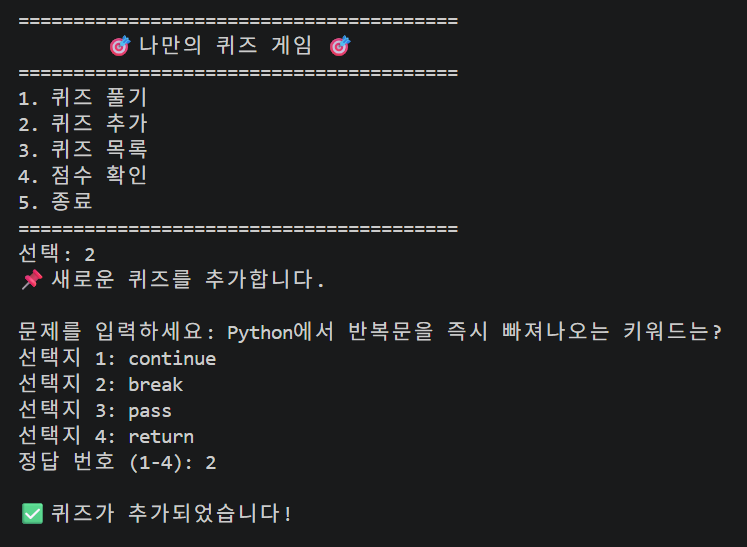 ========================================
🎯 나만의 퀴즈 게임 🎯
========================================
1. 퀴즈 풀기
2. 퀴즈 추가
3. 퀴즈 목록
4. 점수 확인
5. 종료
========================================
선택: 2
📌 새로운 퀴즈를 추가합니다.
문제를 입력하세요: Python에서 반복문을 즉시 빠져나오는 키워드는?
선택지 1: continue
선택지 2: break
선택지 3: pass
선택지 4: return
정답 번호 (1-4): 2
✅ 퀴즈가 추가되었습니다!